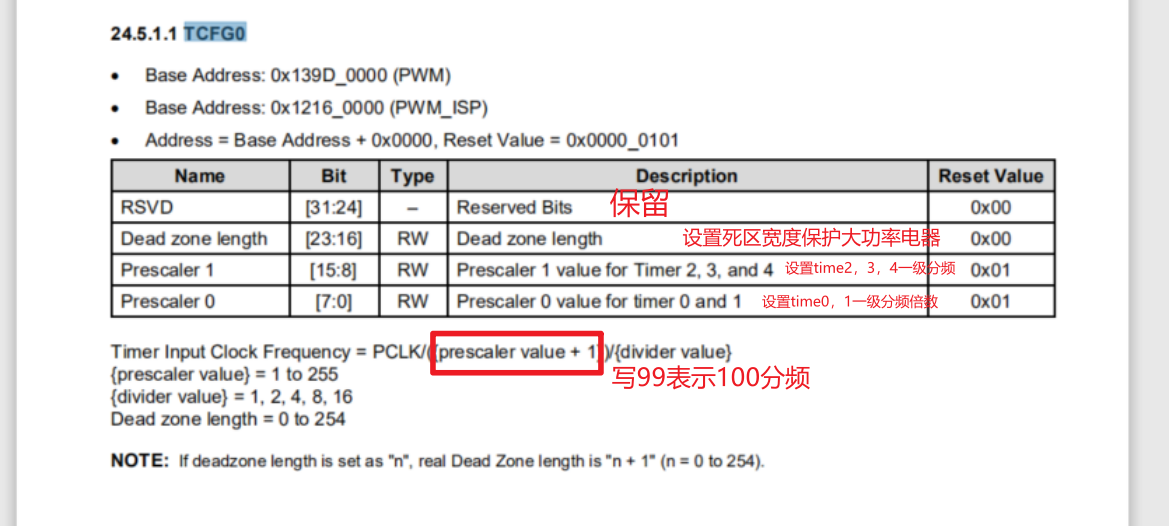 24.5.1.1 TCFG0
• Base Address: 0x139D_0000 (PWM)
• Base Address: 0x1216_0000 (PWM_ISP)
• Address = Base Address + 0x0000, Reset Value = 0x0000_0101
Name Bit Type Description Reset Value
RSVD [31:24] – Reserved Bits 保留 0x00
Dead zone length [23:16] RW Dead zone length 设置死区宽度保护大功率电器 0x00
Prescaler 1 [15:8] RW Prescaler 1 value for Timer 2, 3, and 4 设置time2，3，4一级分频 0x01
Prescaler 0 [7:0] RW Prescaler 0 value for timer 0 and 1 设置time0，1一级分频倍数 0x01
Timer Input Clock Frequency = PCLK/({prescaler value + 1})/{divider value}
{prescaler value} = 1 to 255
写99表示100分频
{divider value} = 1, 2, 4, 8, 16
Dead zone length = 0 to 254
NOTE: If deadzone length is set as "n", real Dead Zone length is "n + 1" (n = 0 to 254).